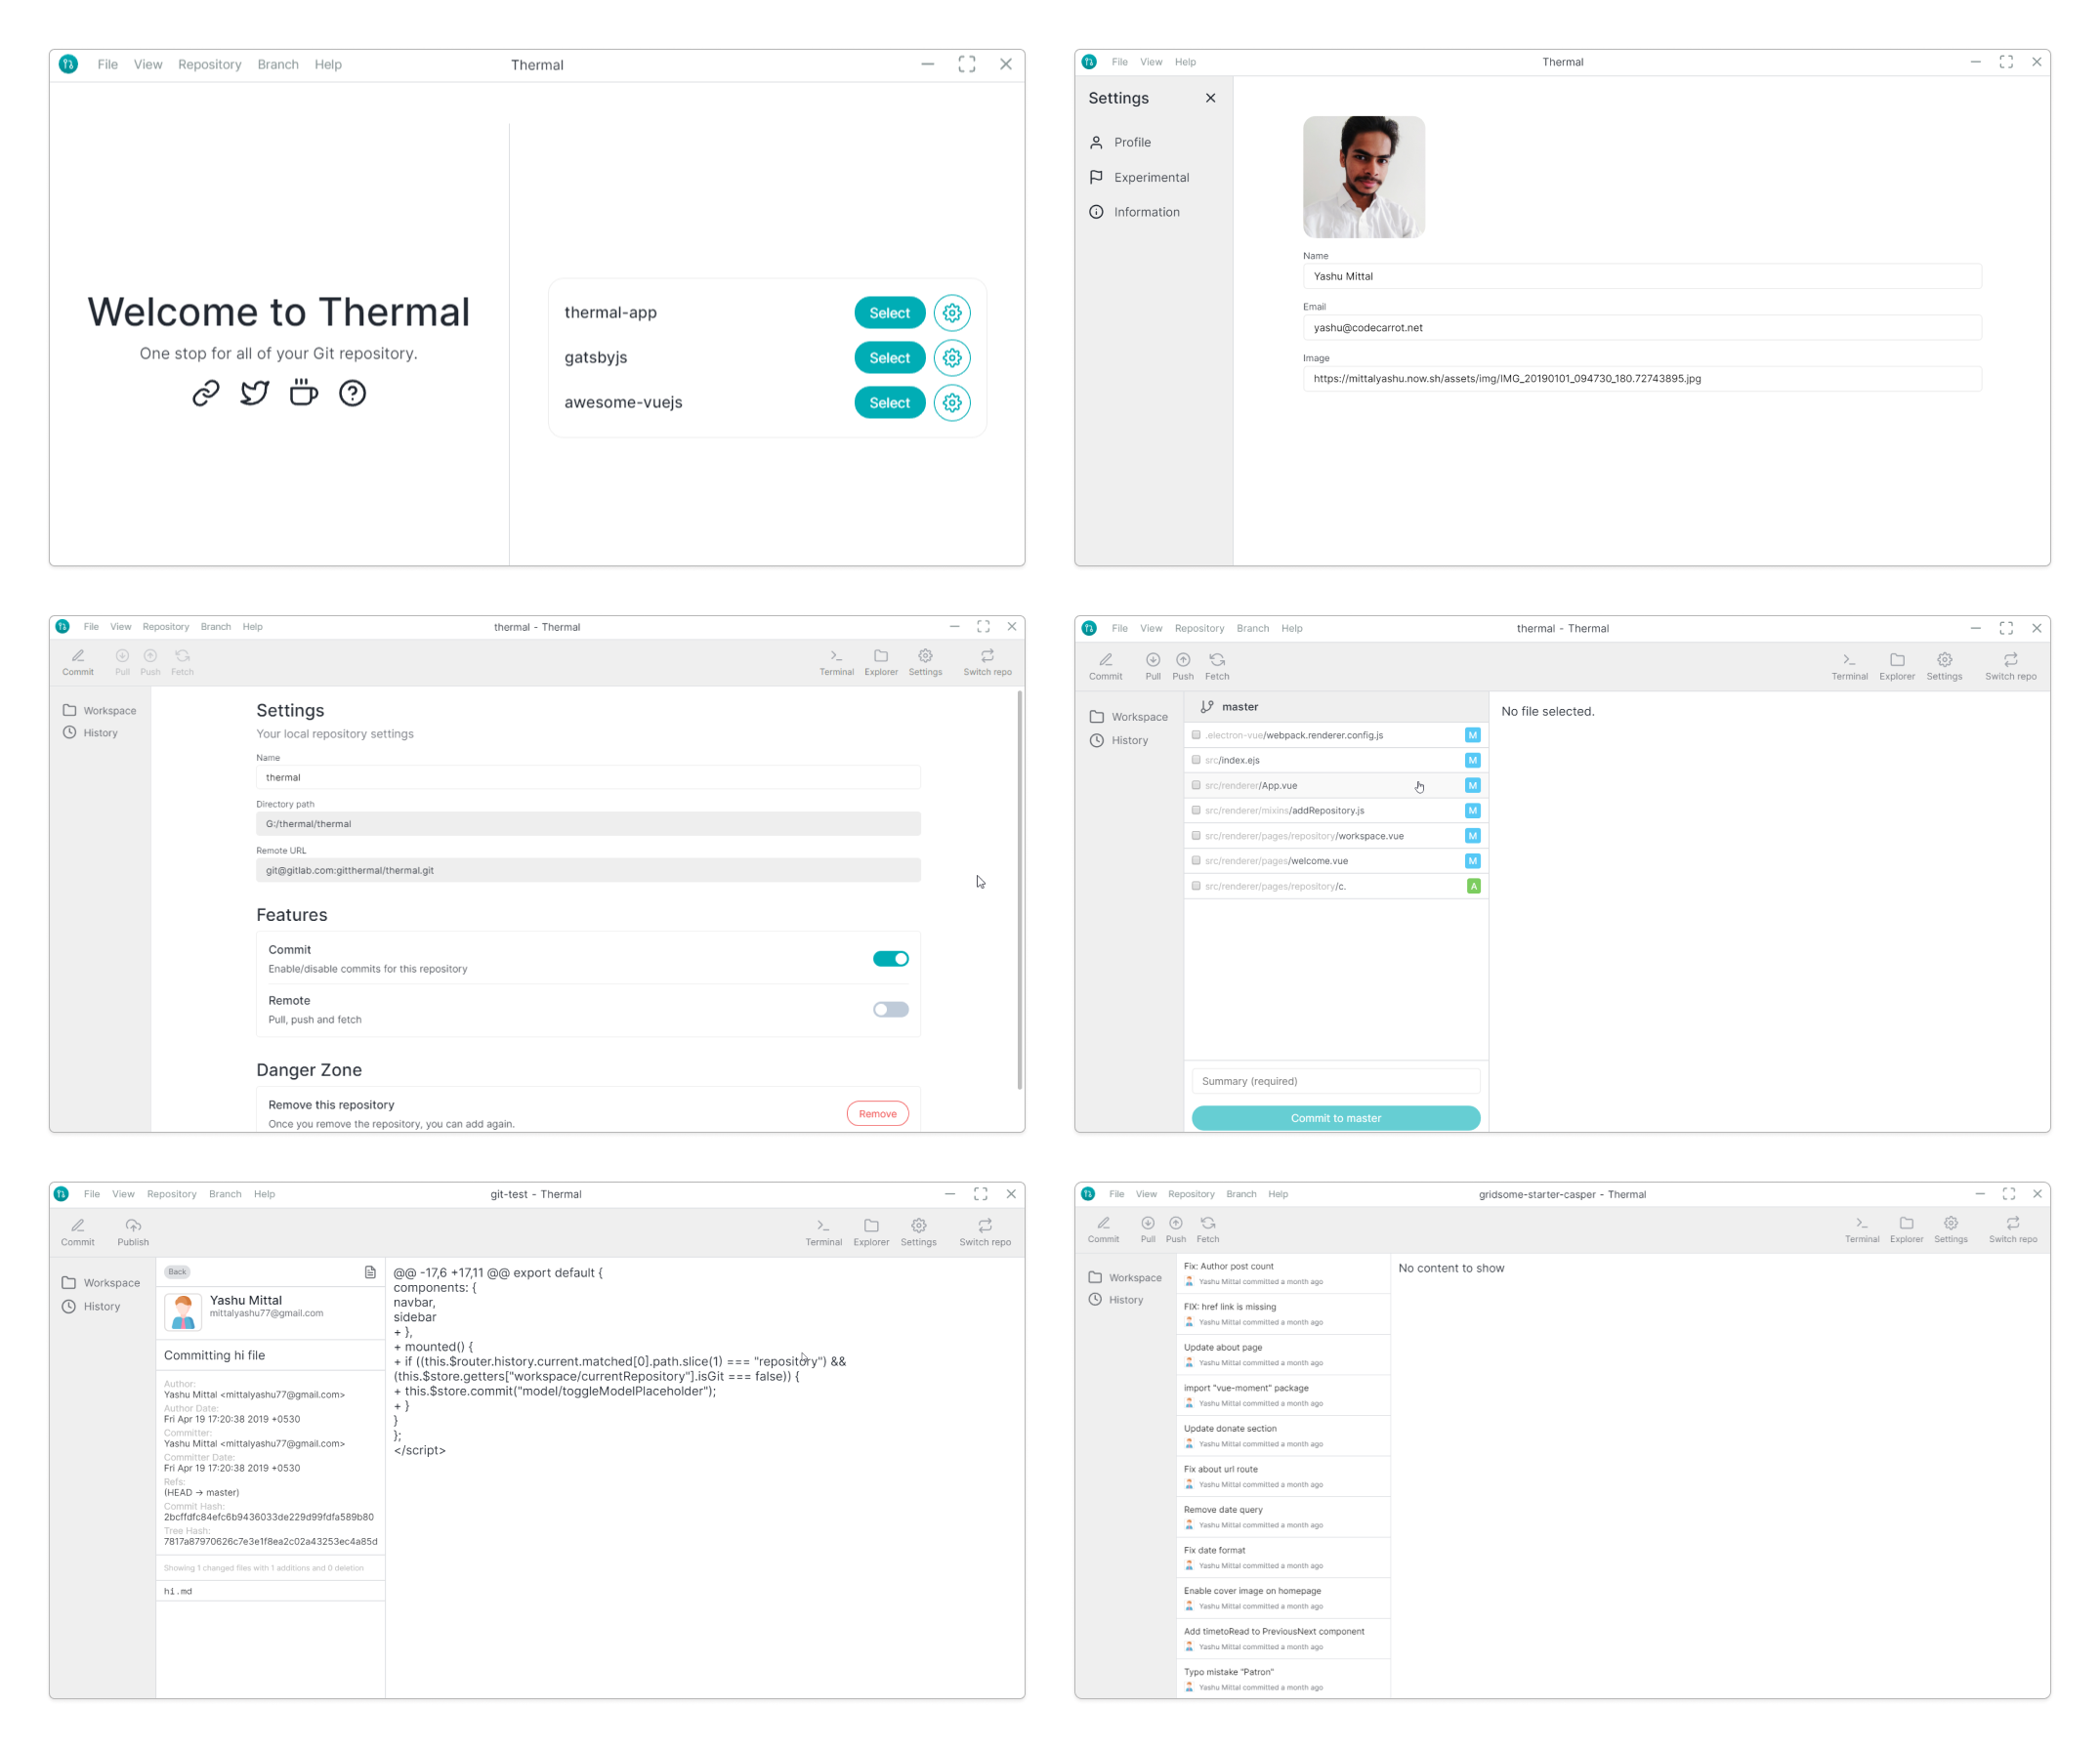 File View Repository Branch Help Thermal
Welcome to Thermal
One stop for all of your Git repository.
thermal-app Select
gatsbyjs Select
awesome-vuejs Select
File View Help Thermal
Settings
Profile
Experimental
Information
Name
Yashu Mittal
Email
yashu@codecarrot.net
Image
https://mittalyashu.now.sh/assets/img/IMG_20190101_094730_180.72743895.jpg
File View Repository Branch Help thermal - Thermal
Commit Pull Push Fetch Terminal Explorer Settings Switch repo
Workspace
History
Settings
Your local repository settings
Name
thermal
Directory path
G:/thermal/thermal
Remote URL
git@gitlab.com:gitthermal/thermal.git
Features
Commit
Enable/disable commits for this repository
Remote
Pull, push and fetch
Danger Zone
Remove this repository
Once you remove the repository, you can add again.
Remove
File View Repository Branch Help thermal - Thermal
Commit Pull Push Fetch Terminal Explorer Settings Switch repo
Workspace
History
master
.electron-vue/webpack.renderer.config.js M
src/index.ejs M
src/renderer/App.vue M
src/renderer/mixins/addRepository.js M
src/renderer/pages/repository/workspace.vue M
src/renderer/pages/welcome.vue M
src/renderer/pages/repository/c. A
Summary (required)
Commit to master
No file selected.
File View Repository Branch Help git-test - Thermal
Commit Publish Terminal Explorer Settings Switch repo
Workspace
History
Back
Yashu Mittal
mittalyashu77@gmail.com
Committing hi file
Author:
Yashu Mittal <mittalyashu77@gmail.com>
Author Date:
Fri Apr 19 17:20:38 2019 +0530
Committer:
Yashu Mittal <mittalyashu77@gmail.com>
Committer Date:
Fri Apr 19 17:20:38 2019 +0530
Refs:
(HEAD → master)
Commit Hash:
2bcffdfc84efc6b9436033de229d99fdfa589b80
Tree Hash:
7817a87970626c7e3e1f8ea2c02a43253ec4a85d
Showing 1 changed files with 1 additions and 0 deletion
hi.md
@@ -17,6 +17,11 @@ export default {
components: {
navbar,
sidebar
+ },
+ mounted() {
+ if ((this.$router.history.current.matched[0].path.slice(1) === "repository") &&
(this.$store.getters["workspace/currentRepository"].isGit === false)) {
+ this.$store.commit("model/toggleModelPlaceholder");
+ }
}
};
</script>
File View Repository Branch Help gridsome-starter-casper - Thermal
Commit Pull Push Fetch Terminal Explorer Settings Switch repo
Workspace
History
Fix: Author post count
Yashu Mittal committed a month ago
FIX: href link is missing
Yashu Mittal committed a month ago
Update about page
Yashu Mittal committed a month ago
import "vue-moment" package
Yashu Mittal committed a month ago
Update donate section
Yashu Mittal committed a month ago
Fix about url route
Yashu Mittal committed a month ago
Remove date query
Yashu Mittal committed a month ago
Fix date format
Yashu Mittal committed a month ago
Enable cover image on homepage
Yashu Mittal committed a month ago
Add timetoRead to PreviousNext component
Yashu Mittal committed a month ago
Typo mistake "Patron"
Yashu Mittal committed a month ago
No content to show